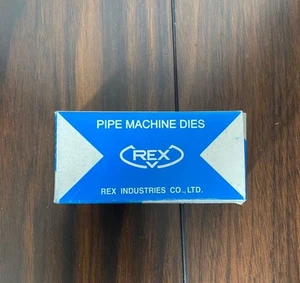 PIPE MACHINE DIES
REX
REX INDUSTRIES CO.,LTD.